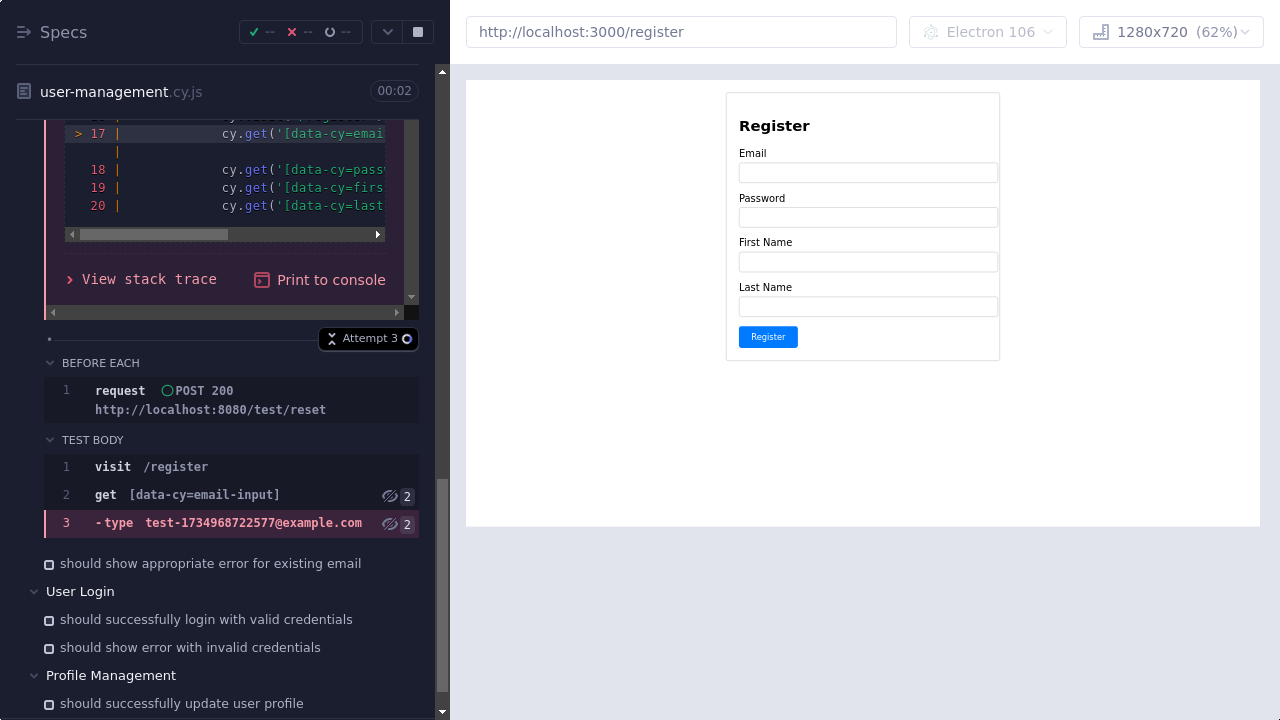 Specs
--
--
--
user-management.cy.js
00:02
> 17 | cy.get('[data-cy=emai
|
18 | cy.get('[data-cy=passw
19 | cy.get('[data-cy=firs
20 | cy.get('[data-cy=last
View stack trace
Print to console
Attempt 3
BEFORE EACH
1 request POST 200
http://localhost:8080/test/reset
TEST BODY
1 visit /register
2 get [data-cy=email-input] 2
3 -type test-1734968722577@example.com 2
should show appropriate error for existing email
User Login
should successfully login with valid credentials
should show error with invalid credentials
Profile Management
should successfully update user profile
http://localhost:3000/register
Electron 106
1280x720 (62%)
Register
Email
Password
First Name
Last Name
Register